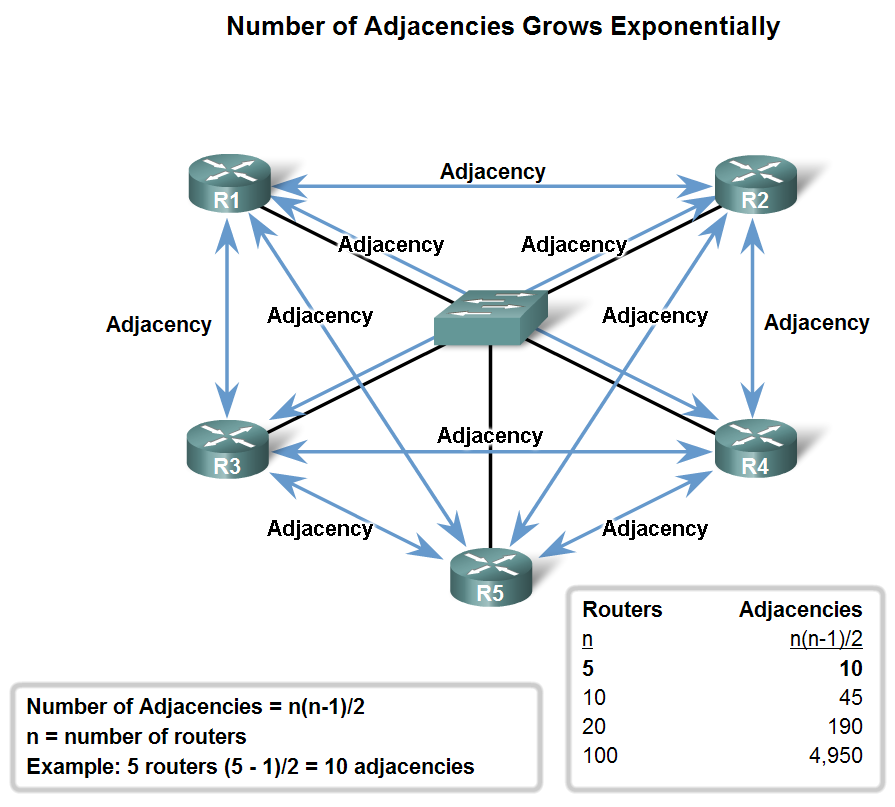 Number of Adjacencies Grows Exponentially
Adjacency
R1
R2
Adjacency
Adjacency
Adjacency
Adjacency
Adjacency
Adjacency
Adjacency
R3
R4
Adjacency
Adjacency
R5
Routers Adjacencies
n n(n-1)/2
5 10
10 45
20 190
100 4,950
Number of Adjacencies = n(n-1)/2
n = number of routers
Example: 5 routers (5 - 1)/2 = 10 adjacencies